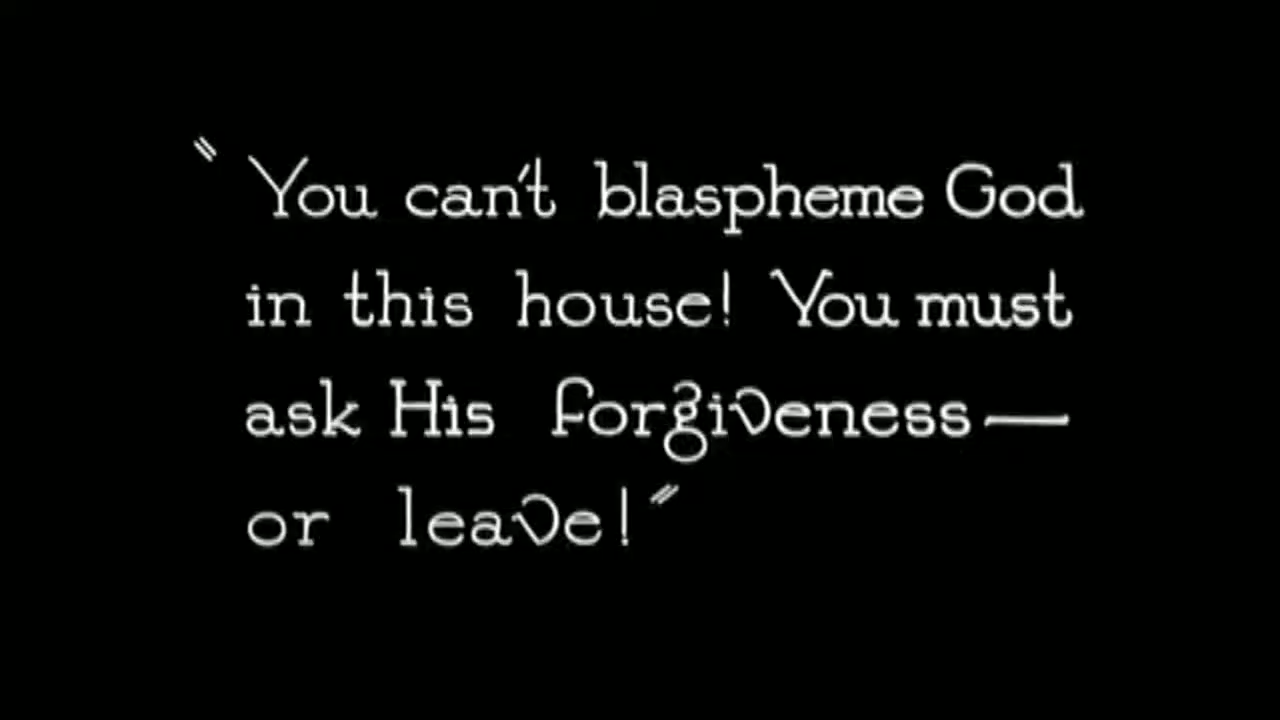 "You can't blaspheme God
in this house! You must
ask His forgiveness—
or leave!"